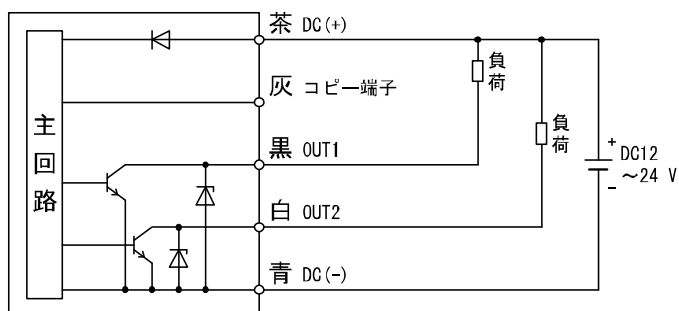 茶 DC(+)
負荷
灰 コピー端子
主回路
負荷
黒 OUT1
+
DC12
～24 V
-
白 OUT2
青 DC(-)